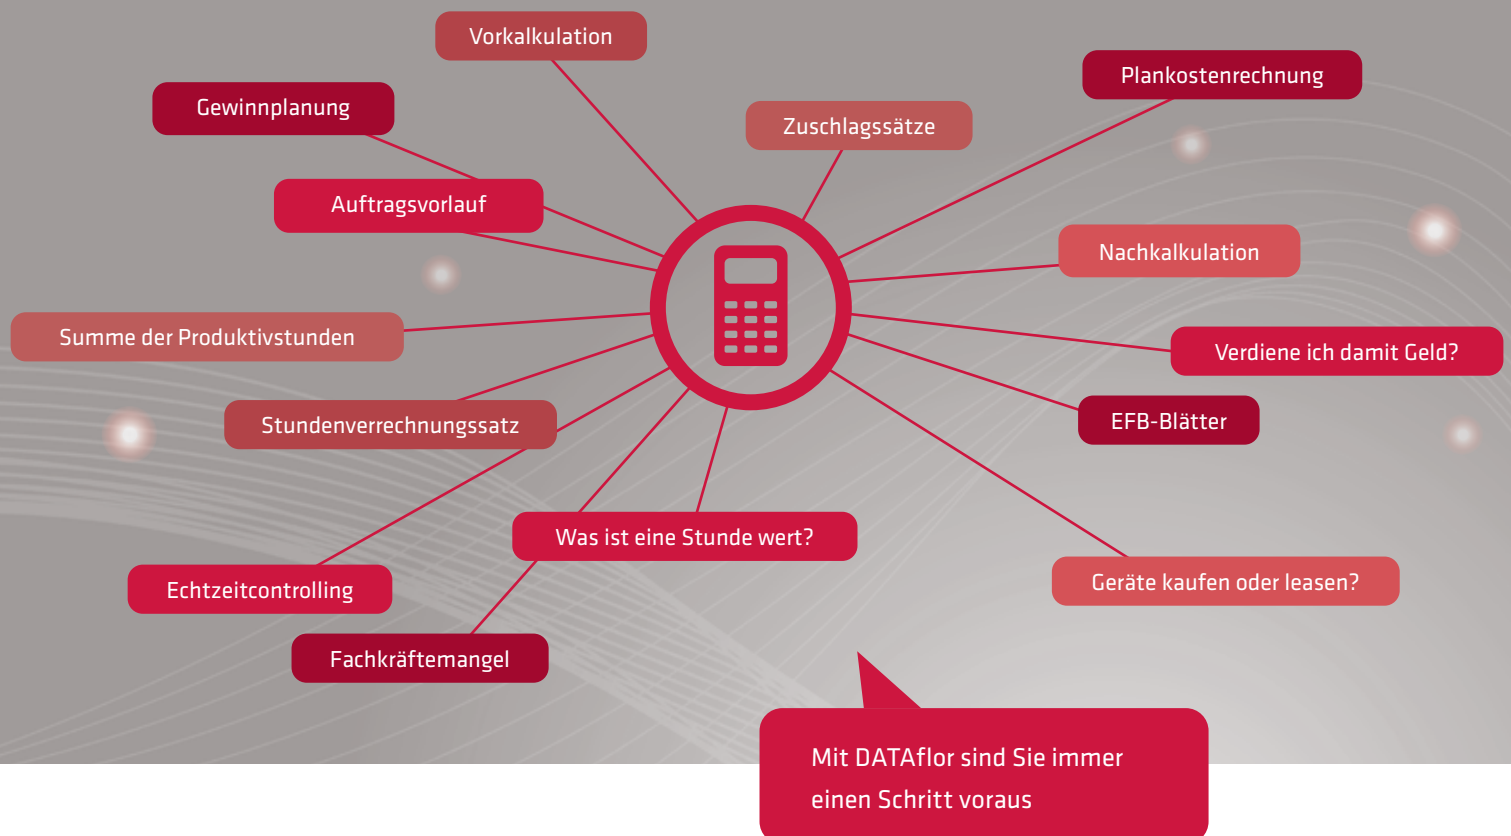 Vorkalkulation
Plankostenrechnung
Gewinnplanung
Zuschlagssätze
Auftragsvorlauf
Nachkalkulation
Summe der Produktivstunden
Verdiene ich damit Geld?
Stundenverrechnungssatz
EFB-Blätter
Was ist eine Stunde wert?
Echtzeitcontrolling
Geräte kaufen oder leasen?
Fachkräftemangel
Mit DATAflor sind Sie immer
einen Schritt voraus